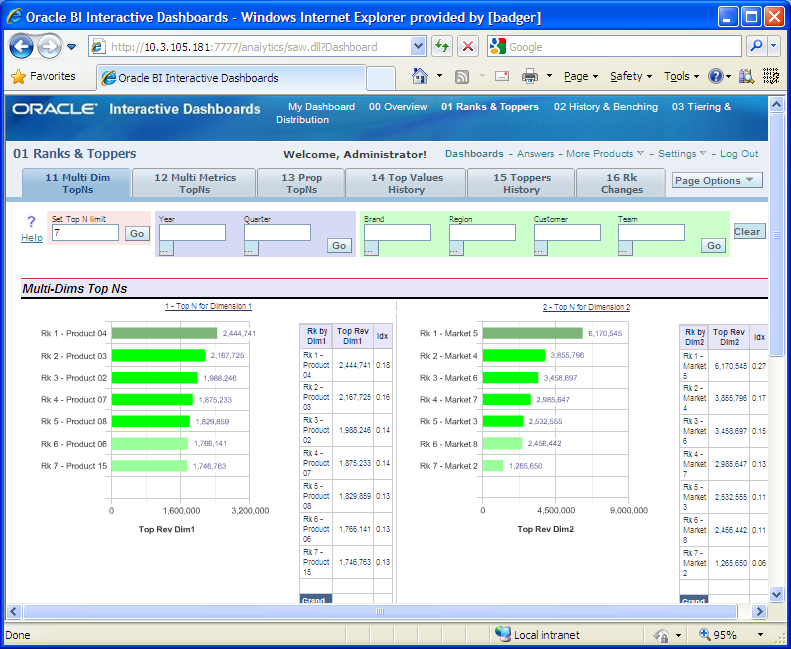 Oracle BI Interactive Dashboards - Windows Internet Explorer provided by [badger]
http://10.3.105.181:7777/analytics/saw.dll?Dashboard
Google
Favorites
Oracle BI Interactive Dashboards
Page
Safety
Tools
ORACLE Interactive Dashboards
My Dashboard 00 Overview 01 Ranks & Toppers 02 History & Benching 03 Tiering &
Distribution
01 Ranks & Toppers
Welcome, Administrator! Dashboards - Answers - More Products - Settings - Log Out
11 Multi Dim
TopNs
12 Multi Metrics
TopNs
13 Prop
TopNs
14 Top Values
History
15 Toppers
History
16 Rk
Changes
Page Options
?
Help
Set Top N limit
7
Go
Year
...
Quarter
...
Go
Brand
...
Region
...
Customer
...
Team
...
Go
Clear
Multi-Dims Top Ns
1 - Top N for Dimension 1
Rk 1 - Product 04 2,444,741
Rk 2 - Product 03 2,167,725
Rk 3 - Product 02 1,988,246
Rk 4 - Product 07 1,875,233
Rk 5 - Product 08 1,829,859
Rk 6 - Product 06 1,766,141
Rk 7 - Product 15 1,746,763
0 1,600,000 3,200,000
Top Rev Dim1
Rk by
Dim1
Top Rev
Dim1
Idx
Rk 1 -
Product
04
2,444,741 0.18
Rk 2 -
Product
03
2,167,725 0.16
Rk 3 -
Product
02
1,988,246 0.14
Rk 4 -
Product
07
1,875,233 0.14
Rk 5 -
Product
08
1,829,859 0.13
Rk 6 -
Product
06
1,766,141 0.13
Rk 7 -
Product
15
1,746,763 0.13
Grand
2 - Top N for Dimension 2
Rk 1 - Market 5 6,170,545
Rk 2 - Market 4 3,855,796
Rk 3 - Market 6 3,458,697
Rk 4 - Market 7 2,985,647
Rk 5 - Market 3 2,532,555
Rk 6 - Market 8 2,456,442
Rk 7 - Market 2 1,265,650
0 4,500,000 9,000,000
Top Rev Dim2
Rk by
Dim2
Top Rev
Dim2
Idx
Rk 1 -
Market
5
6,170,545 0.27
Rk 2 -
Market
4
3,855,796 0.17
Rk 3 -
Market
6
3,458,697 0.15
Rk 4 -
Market
7
2,985,647 0.13
Rk 5 -
Market
3
2,532,555 0.11
Rk 6 -
Market
8
2,456,442 0.11
Rk 7 -
Market
2
1,265,650 0.06
Grand
Done
Local intranet
95%